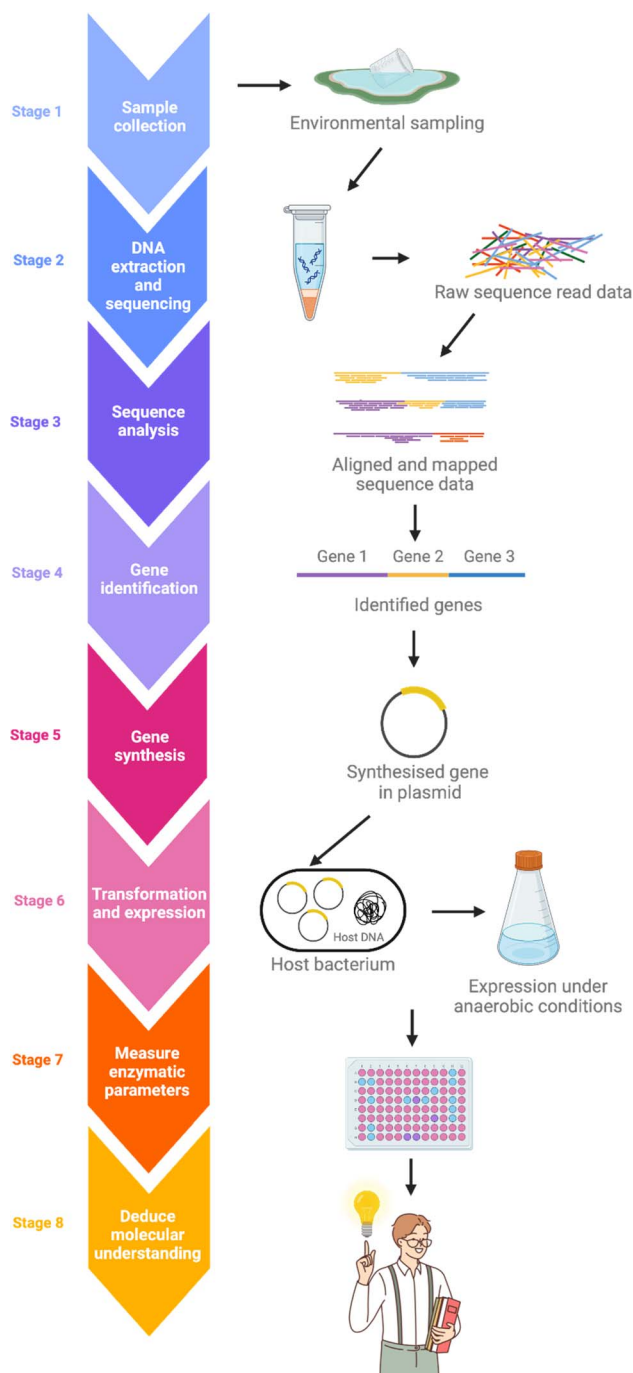 Stage 1
Sample
collection
Environmental sampling
Stage 2
DNA
extraction
and
sequencing
Raw sequence read data
Stage 3
Sequence
analysis
Aligned and mapped
sequence data
Stage 4
Gene
identification
Gene 1 Gene 2 Gene 3
Identified genes
Stage 5
Gene
synthesis
Synthesised gene
in plasmid
Stage 6
Transformation
and expression
Host DNA
Host bacterium
Expression under
anaerobic conditions
Stage 7
Measure
enzymatic
parameters
Stage 8
Deduce
molecular
understanding